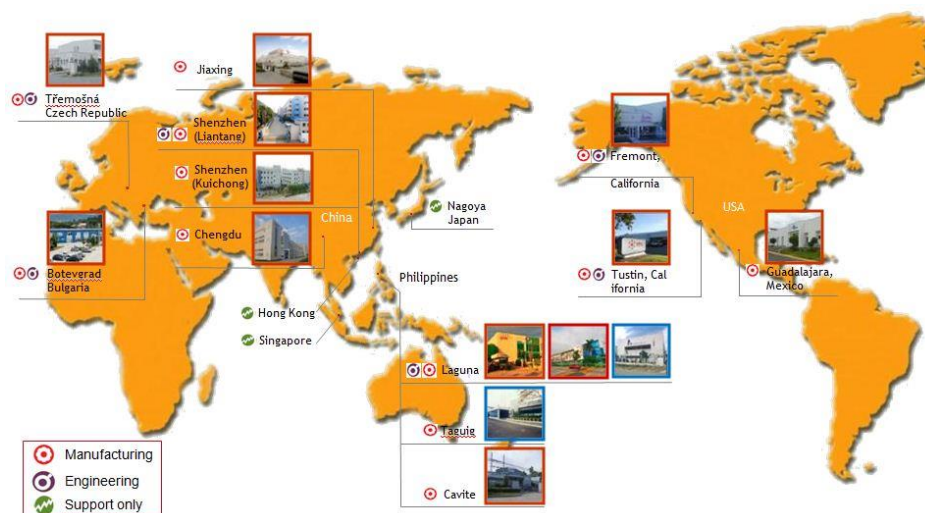 Jiaxing
Třemošná
Czech Republic
Shenzhen
(Liantang)
Shenzhen
(Kuichong)
China
Chengdu
Botevgrad
Bulgaria
Hong Kong
Singapore
Nagoya
Japan
Philippines
Laguna
Taguig
Cavite
Fremont,
California
USA
Tustin, Cal
ifornia
Guadalajara,
Mexico
Manufacturing
Engineering
Support only